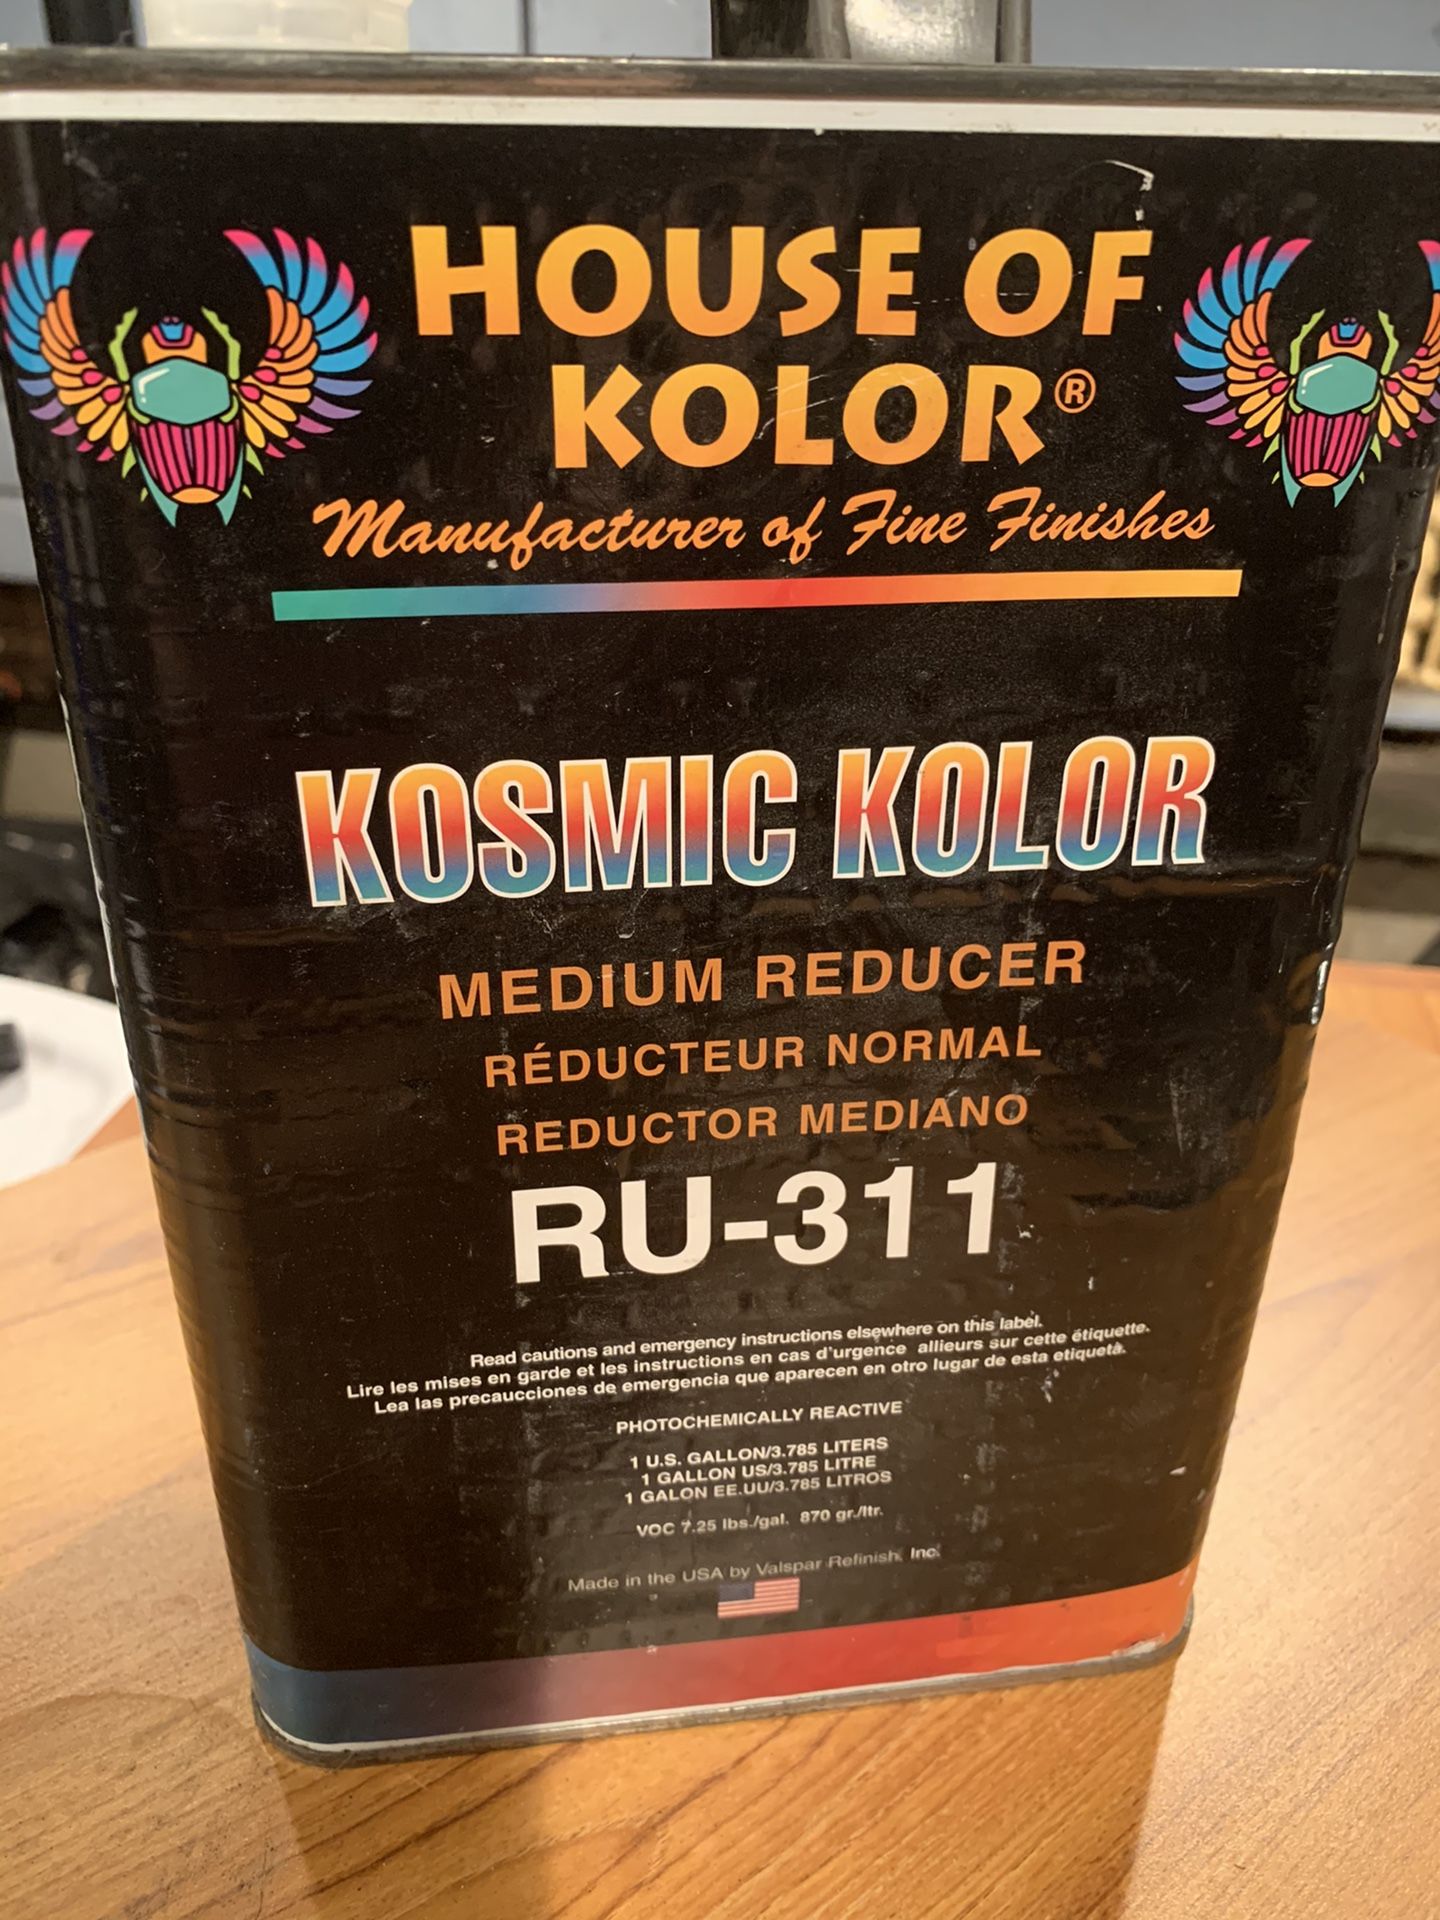 HOUSE OF
KOLOR®
Manufacturer of Fine Finishes
KOSMIC KOLOR
MEDIUM REDUCER
RÉDUCTEUR NORMAL
REDUCTOR MEDIANO
RU-311
Read cautions and emergency instructions elsewhere on this label.
Lire les mises en garde et les instructions en cas d'urgence allieurs sur cette étiquette.
Lea las precaucciones de emergencia que aparecen en otro lugar de esta etiquetà.
PHOTOCHEMICALLY REACTIVE
1 U.S. GALLON/3.785 LITERS
1 GALLON US/3.785 LITRE
1 GALON EE.UU/3.785 LITROS
VOC 7.25 lbs./gal. 870 gr./ltr.
Made in the USA by Valspar Refinish, Inc.